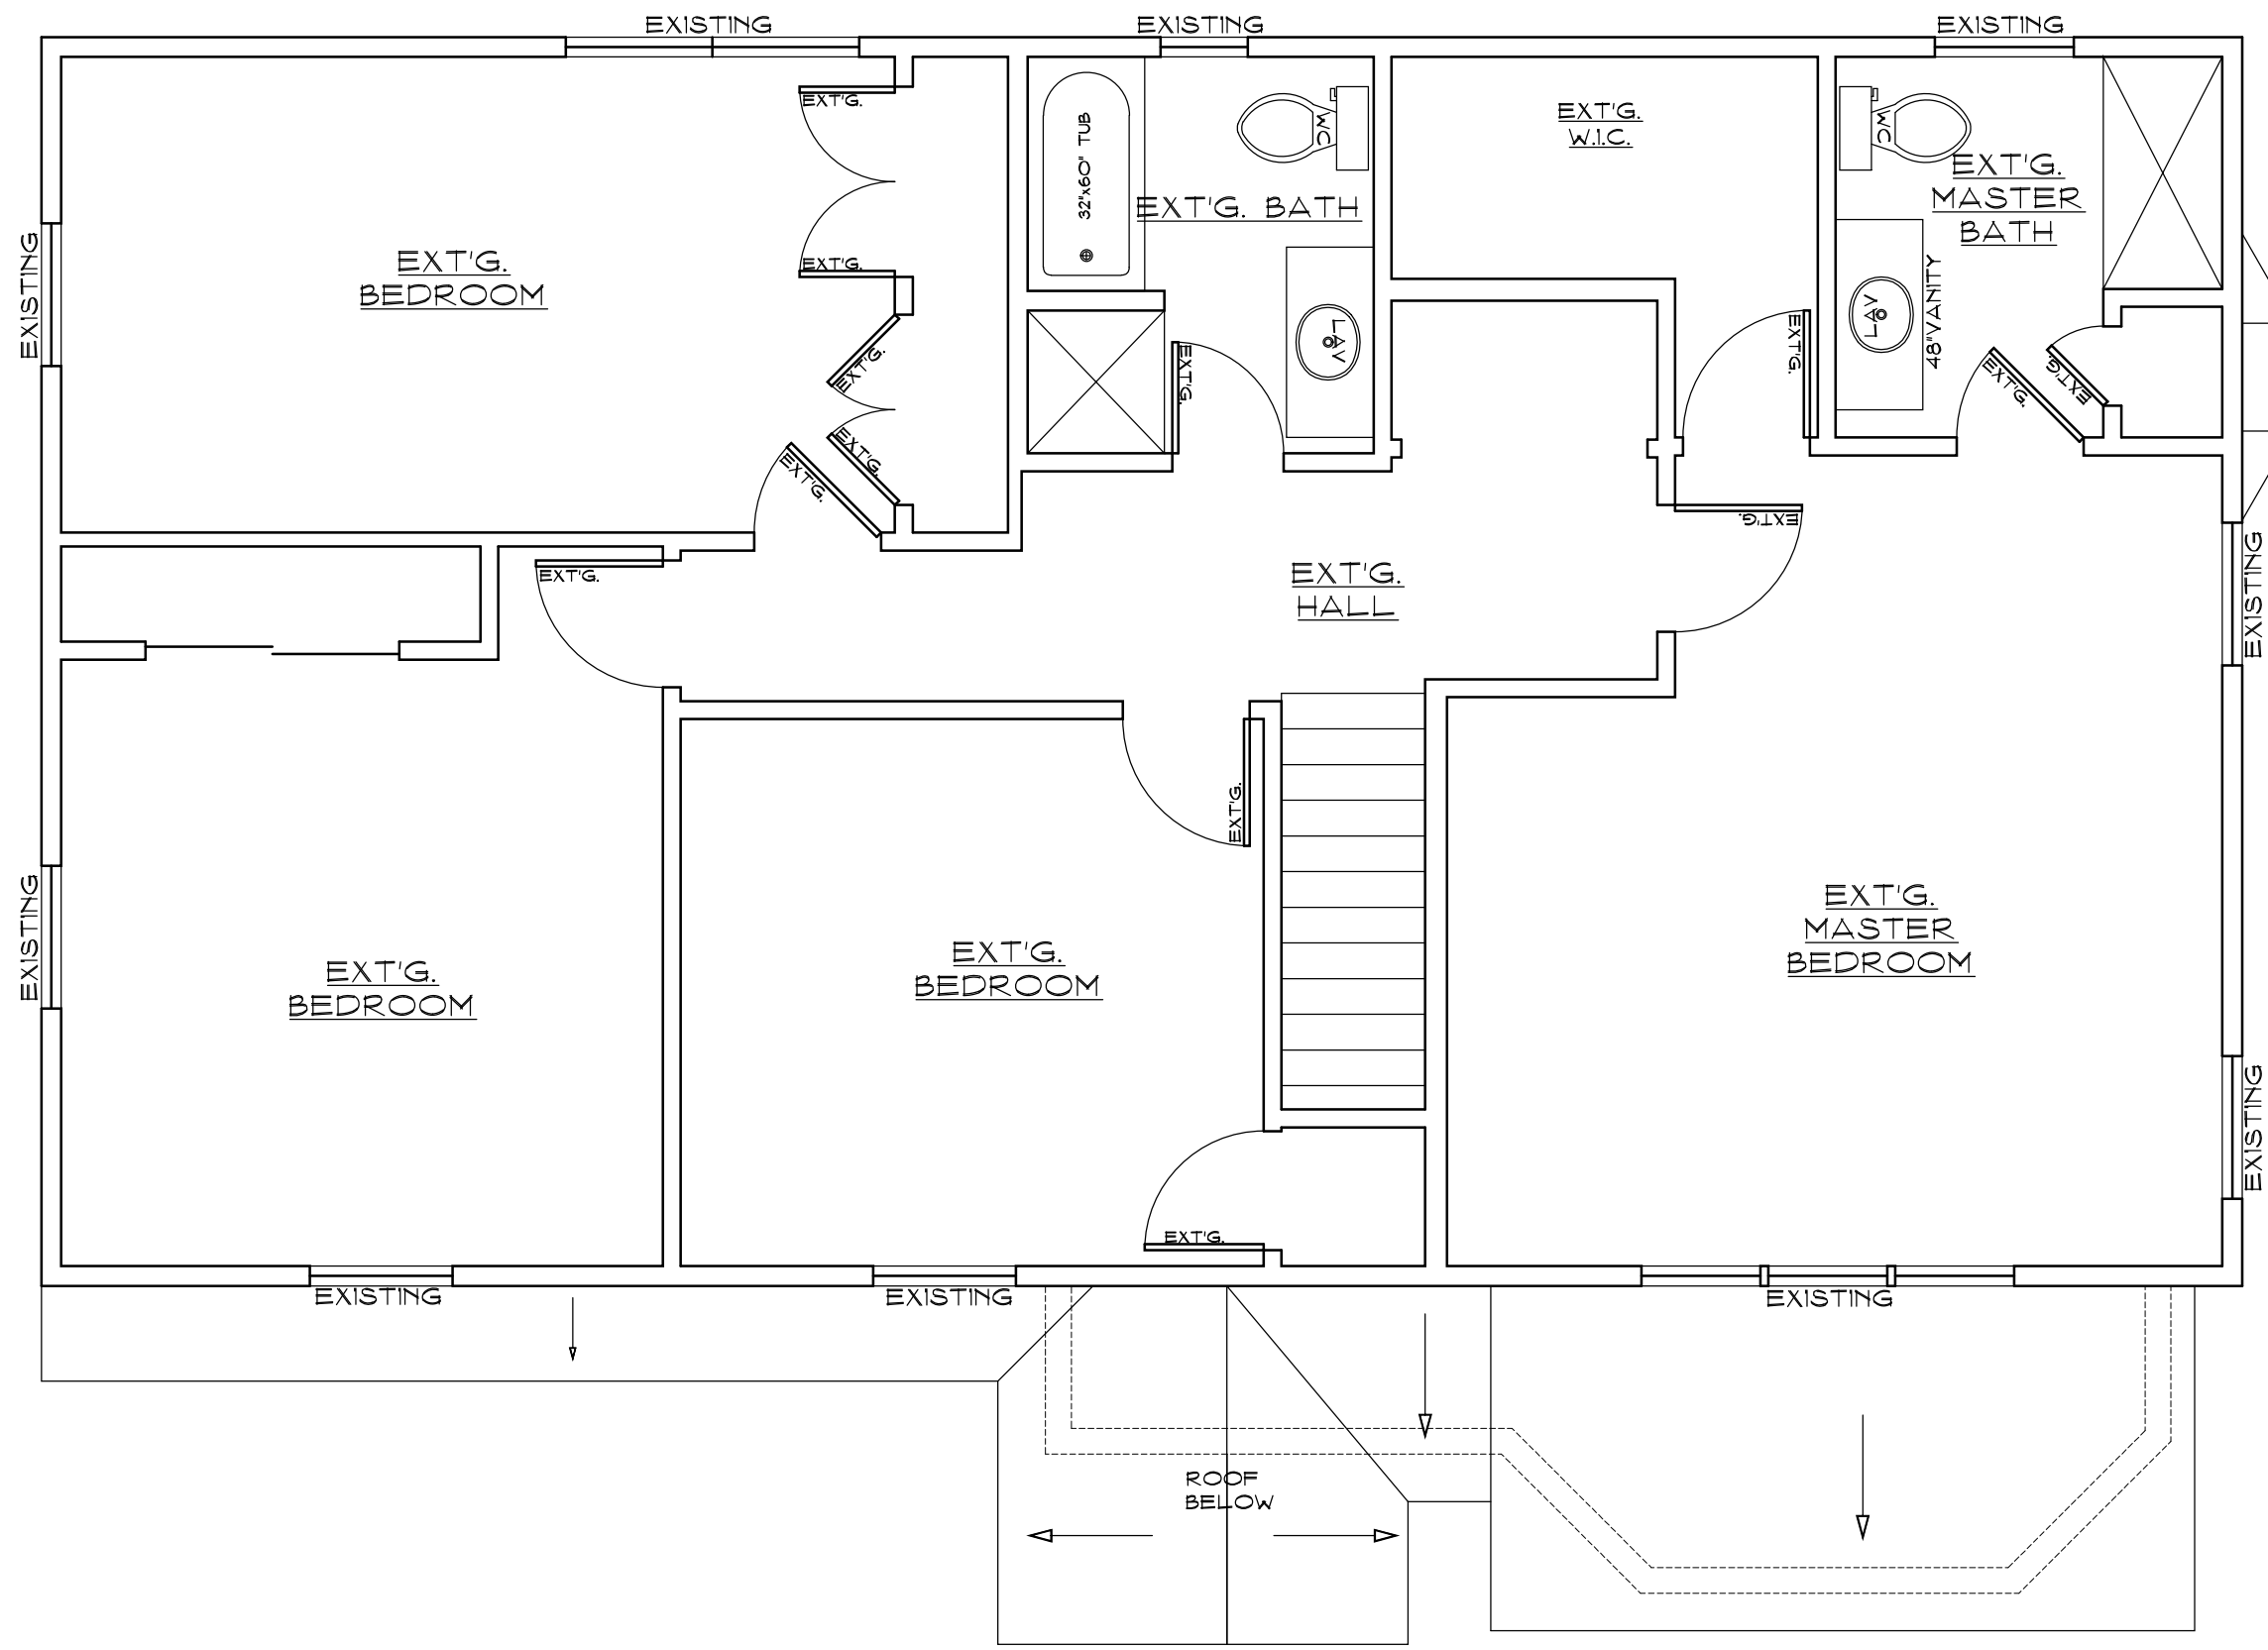 EXISTING
EXISTING
EXISTING
EXT'G.
EXT'G.
W.I.C.
WC
WC
32"x60" TUB
EXT'G.
MASTER
BATH
EXT'G. BATH
EXISTING
EXT'G.
BEDROOM
EXT'G.
48"VANITY
LAV
LAV
EXT'G.
EXT'G.
EXT'G.
EXT'G.
EXT'G.
EXT'G.
EXT'G.
EXT'G.
EXISTING
EXT'G.
EXT'G.
HALL
EXT'G.
EXISTING
EXT'G.
BEDROOM
EXT'G.
BEDROOM
EXT'G.
MASTER
BEDROOM
EXISTING
EXT'G.
EXISTING
EXISTING
EXISTING
ROOF
BELOW